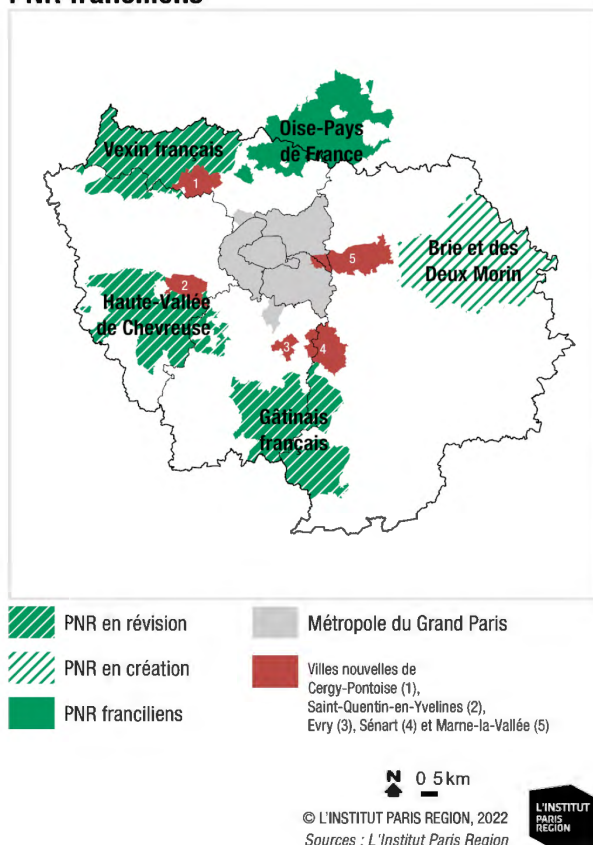 PNR franciliens
Oise-Pays
de France
Vexin français
1
5
Brie et des
Deux Morin
2
Haute-Vallée
de Chevreuse
3
4
Gâtinais
français
PNR en révision
PNR en création
PNR franciliens
Métropole du Grand Paris
Villes nouvelles de
Cergy-Pontoise (1),
Saint-Quentin-en-Yvelines (2),
Evry (3), Sénart (4) et Marne-la-Vallée (5)
N 0 5 km
© L'INSTITUT PARIS REGION, 2022
Sources : L'Institut Paris Region
L'INSTITUT
PARIS
REGION